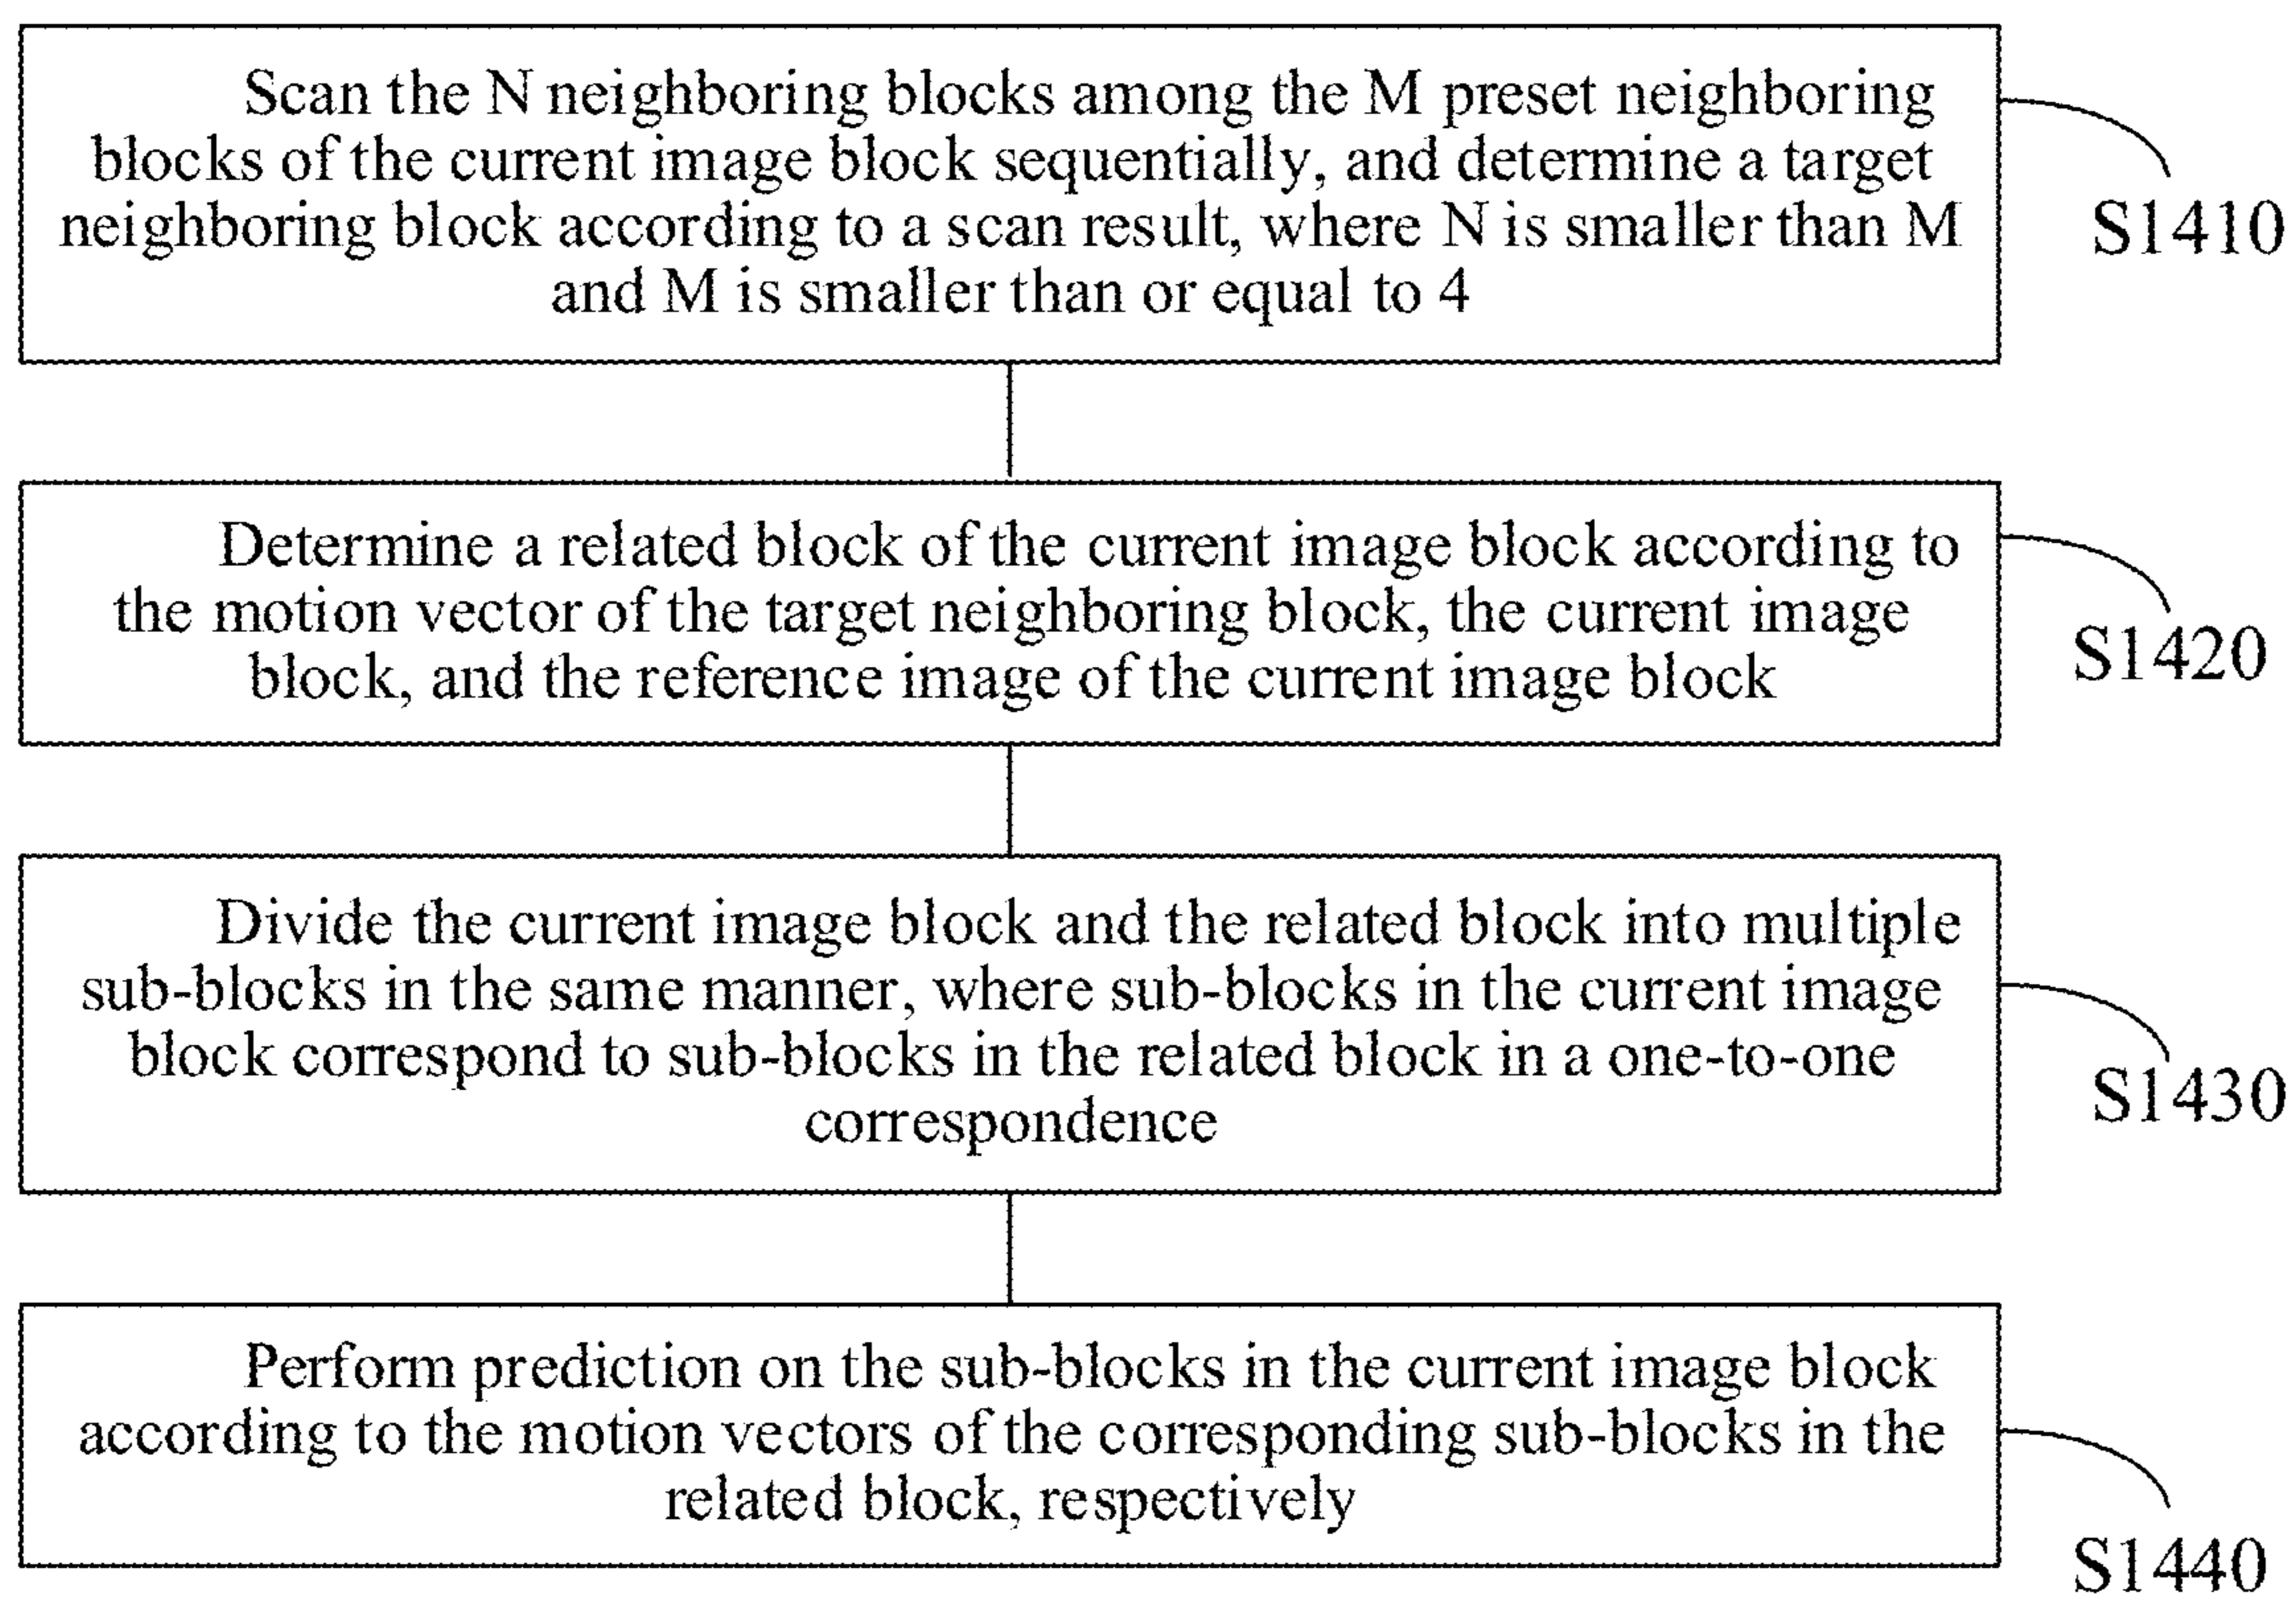 Scan the N neighboring blocks among the M preset neighboring
blocks of the current image block sequentially, and determine a target
neighboring block according to a scan result, where N is smaller than M
and M is smaller than or equal to 4
S1410
Determine a related block of the current image block according to
the motion vector of the target neighboring block, the current image
block, and the reference image of the current image block
S1420
Divide the current image block and the related block into multiple
sub-blocks in the same manner, where sub-blocks in the current image
block correspond to sub-blocks in the related block in a one-to-one
correspondence
S1430
Perform prediction on the sub-blocks in the current image block
according to the motion vectors of the corresponding sub-blocks in the
related block, respectively
S1440